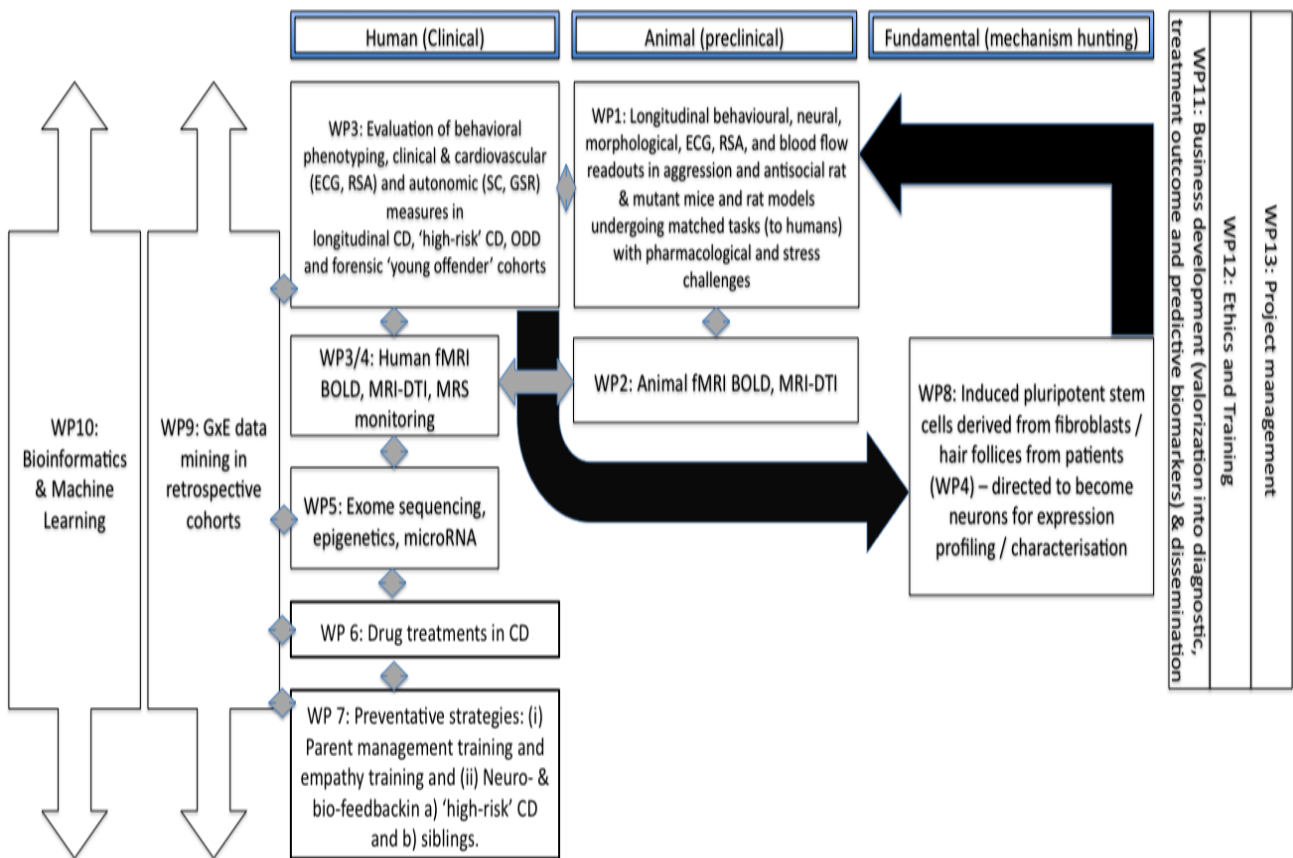 Human (Clinical)
Animal (preclinical)
Fundamental (mechanism hunting)
WP10:
Bioinformatics
& Machine
Learning
WP9: GxE data
mining in
retrospective
cohorts
WP3: Evaluation of behavioral
phenotyping, clinical & cardiovascular
(ECG, RSA) and autonomic (SC, GSR)
measures in
longitudinal CD, ‘high-risk’ CD, ODD
and forensic ‘young offender’ cohorts
WP3/4: Human fMRI
BOLD, MRI-DTI, MRS
monitoring
WP5: Exome sequencing,
epigenetics, microRNA
WP 6: Drug treatments in CD
WP 7: Preventative strategies: (i)
Parent management training and
empathy training and (ii) Neuro- &
bio-feedbackin a) ‘high-risk’ CD
and b) siblings.
WP1: Longitudinal behavioural, neural,
morphological, ECG, RSA, and blood flow
readouts in aggression and antisocial rat
& mutant mice and rat models
undergoing matched tasks (to humans)
with pharmacological and stress
challenges
WP2: Animal fMRI BOLD, MRI-DTI
WP8: Induced pluripotent stem
cells derived from fibroblasts /
hair follices from patients
(WP4) – directed to become
neurons for expression
profiling / characterisation
WP11: Business development (valorization into diagnostic,
treatment outcome and predictive biomarkers) & dissemination
WP12: Ethics and Training
WP13: Project management